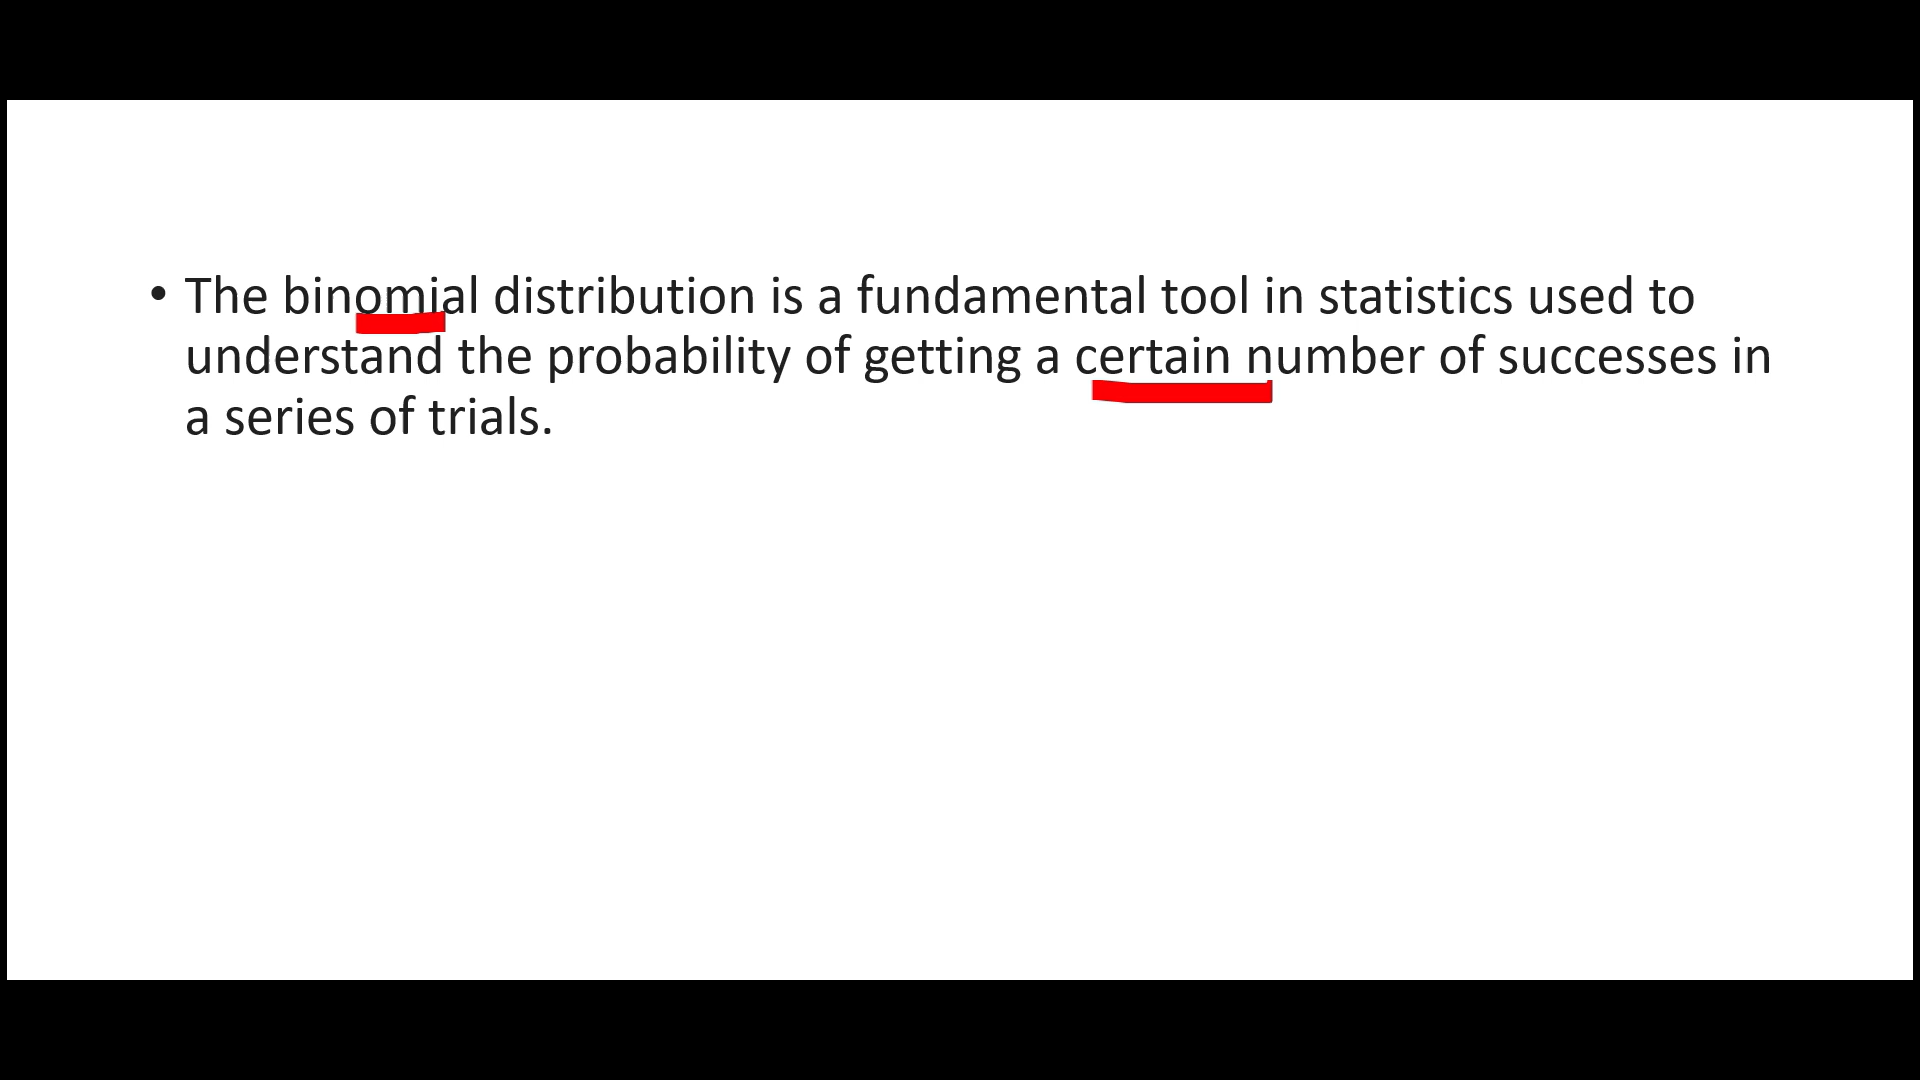 • The binomial distribution is a fundamental tool in statistics used to
understand the probability of getting a certain number of successes in
a series of trials.